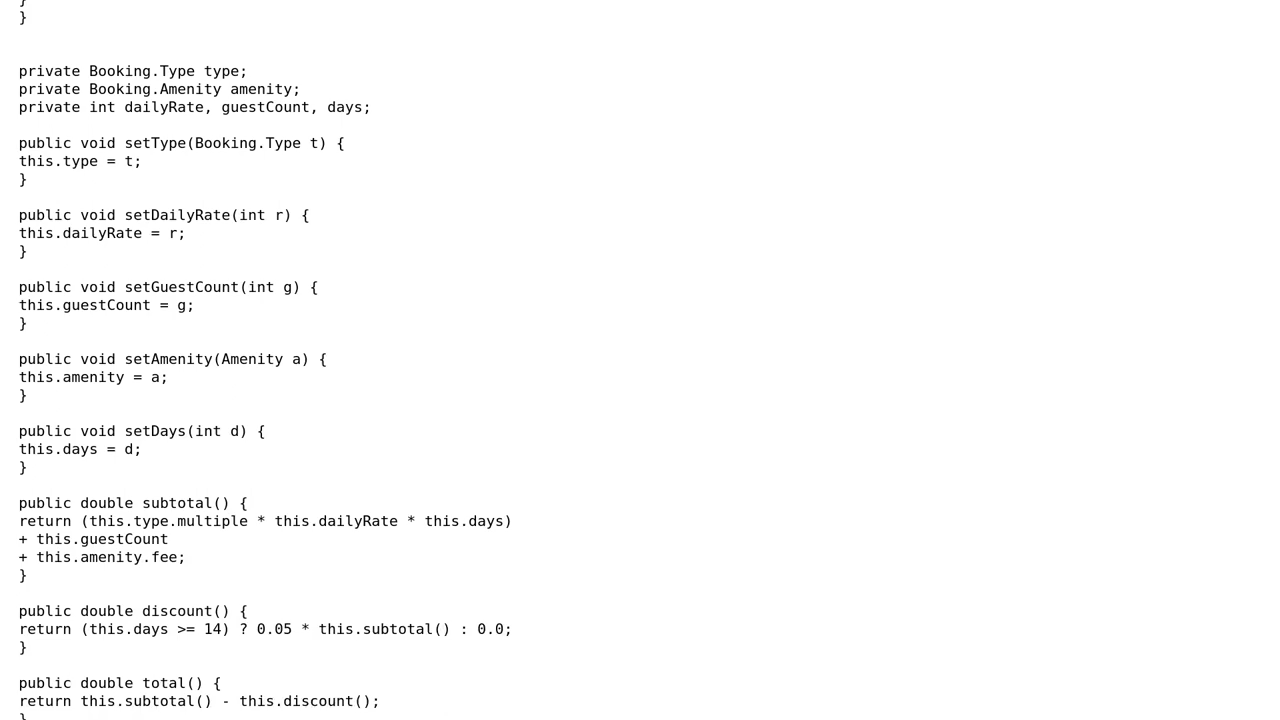 }
}
private Booking.Type type;
private Booking.Amenity amenity;
private int dailyRate, guestCount, days;
public void setType(Booking.Type t) {
this.type = t;
}
public void setDailyRate(int r) {
this.dailyRate = r;
}
public void setGuestCount(int g) {
this.guestCount = g;
}
public void setAmenity(Amenity a) {
this.amenity = a;
}
public void setDays(int d) {
this.days = d;
}
public double subtotal() {
return (this.type.multiple * this.dailyRate * this.days)
+ this.guestCount
+ this.amenity.fee;
}
public double discount() {
return (this.days >= 14) ? 0.05 * this.subtotal() : 0.0;
}
public double total() {
return this.subtotal() - this.discount();
}